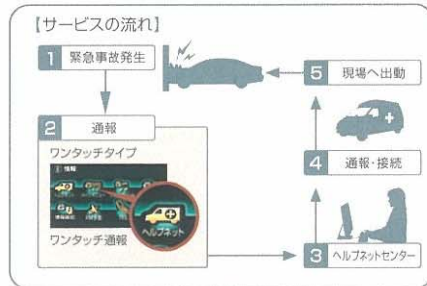 【サービスの流れ】
1 緊急事故発生
2 通報
ワンタッチタイプ
情報
ヘルプネット
ワンタッチ通報
3 ヘルプネットセンター
4 通報・接続
5 現場へ出動